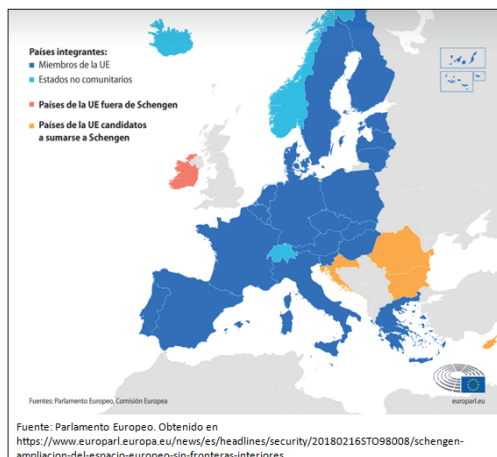 Países integrantes:
Miembros de la UE
Estados no comunitarios
Países de la UE fuera de Schengen
Países de la UE candidatos
a sumarse a Schengen
Fuentes: Parlamento Europeo, Comisión Europea
europarl.eu
Fuente: Parlamento Europeo. Obtenido en
https://www.europarl.europa.eu/news/es/headlines/security/20180216STO98008/schengen-
ampliacion-del-espacio-europeo-sin-fronteras-interiores